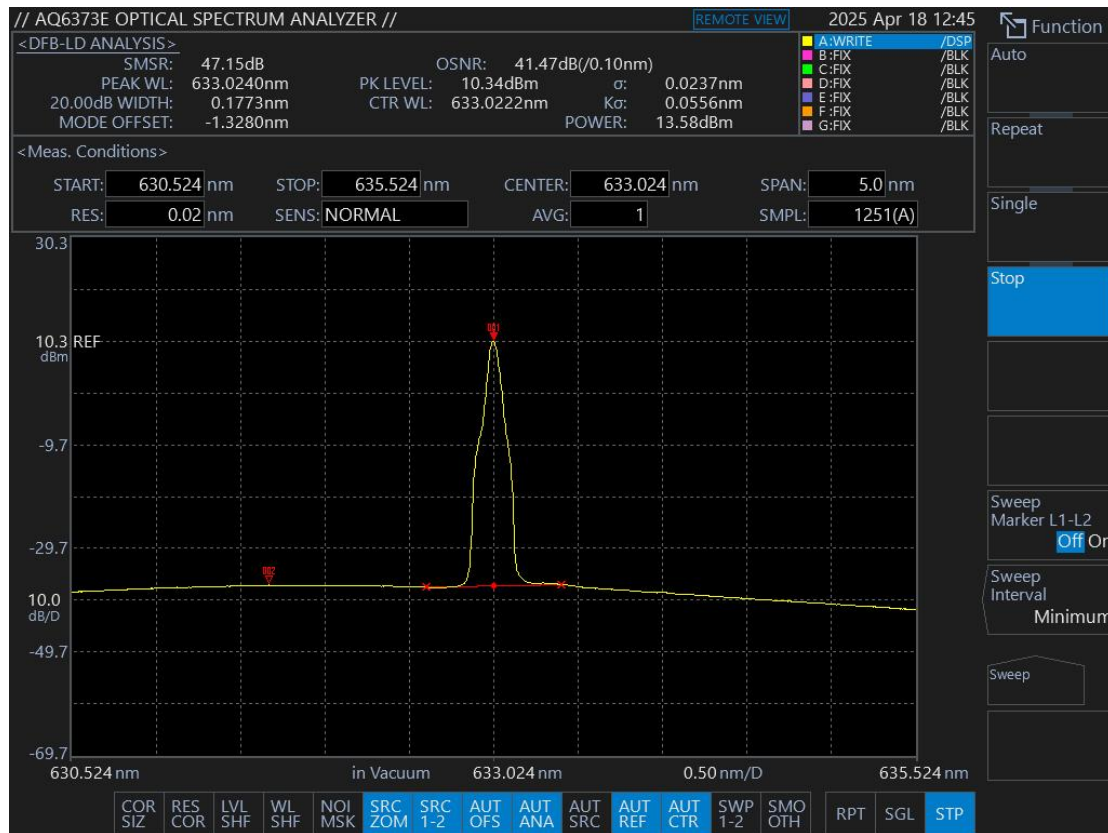 // AQ6373E OPTICAL SPECTRUM ANALYZER // REMOTE VIEW 2025 Apr 18 12:45
<DFB-LD ANALYSIS>
SMSR: 47.15dB OSNR: 41.47dB(/0.10nm)
PEAK WL: 633.0240nm PK LEVEL: 10.34dBm σ: 0.0237nm
20.00dB WIDTH: 0.1773nm CTR WL: 633.0222nm Kσ: 0.0556nm
MODE OFFSET: -1.3280nm POWER: 13.58dBm
A:WRITE /DSP
B:FIX /BLK
C:FIX /BLK
D:FIX /BLK
E:FIX /BLK
F:FIX /BLK
G:FIX /BLK
<Meas. Conditions>
START: 630.524 nm STOP: 635.524 nm CENTER: 633.024 nm SPAN: 5.0 nm
RES: 0.02 nm SENS: NORMAL AVG: 1 SMPL: 1251(A)
30.3
10.3 REF
dBm
-9.7
-29.7
10.0
dB/D
-49.7
-69.7
001
002
630.524 nm in Vacuum 633.024 nm 0.50 nm/D 635.524 nm
COR SIZ
RES COR
LVL SHF
WL SHF
NOI MSK
SRC ZOM
SRC 1-2
AUT OFS
AUT ANA
AUT SRC
AUT REF
AUT CTR
SWP 1-2
SMO OTH
RPT
SGL
STP
Function
Auto
Repeat
Single
Stop
Sweep
Marker L1-L2
Off
Sweep
Interval
Minimum
Sweep